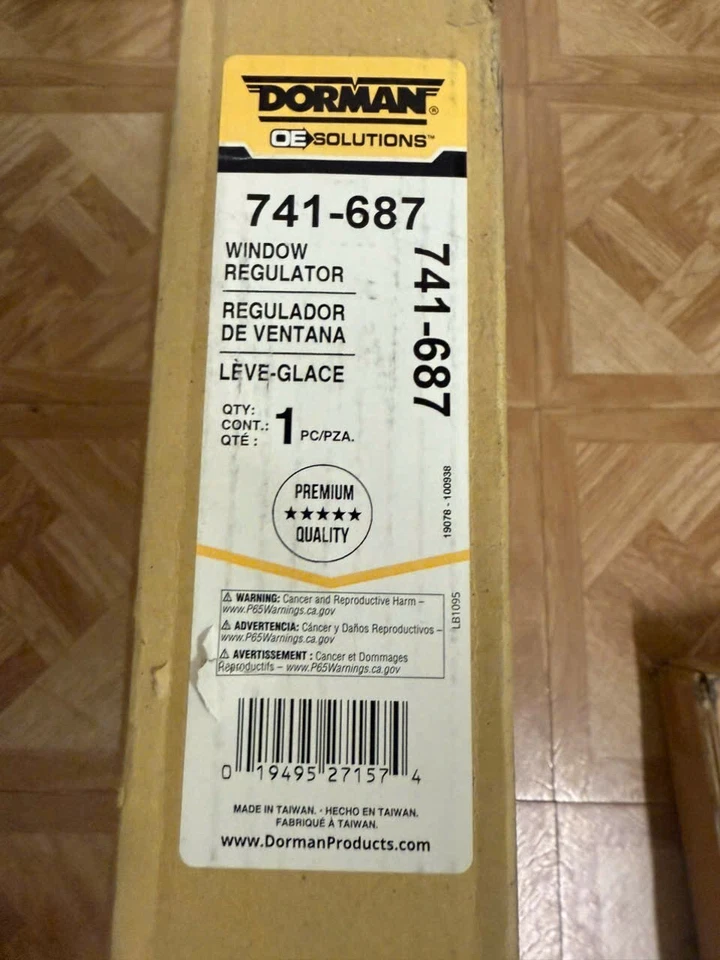 DORMAN®
OE SOLUTIONS™
741-687
WINDOW
REGULATOR
REGULADOR
DE VENTANA
LÈVE-GLACE
741-687
QTY:
CONT.:
QTÉ :
1 PC/PZA.
PREMIUM
★★★★★
QUALITY
19078 - 100938
⚠ WARNING: Cancer and Reproductive Harm –
www.P65Warnings.ca.gov
⚠ ADVERTENCIA: Cáncer y Daños Reproductivos –
www.P65Warnings.ca.gov
⚠ AVERTISSEMENT : Cancer et Dommages
Reproductifs – www.P65Warnings.ca.gov
LB1095
0 19495 27157 4
MADE IN TAIWAN. - HECHO EN TAIWAN.
FABRIQUÉ À TAIWAN.
www.DormanProducts.com